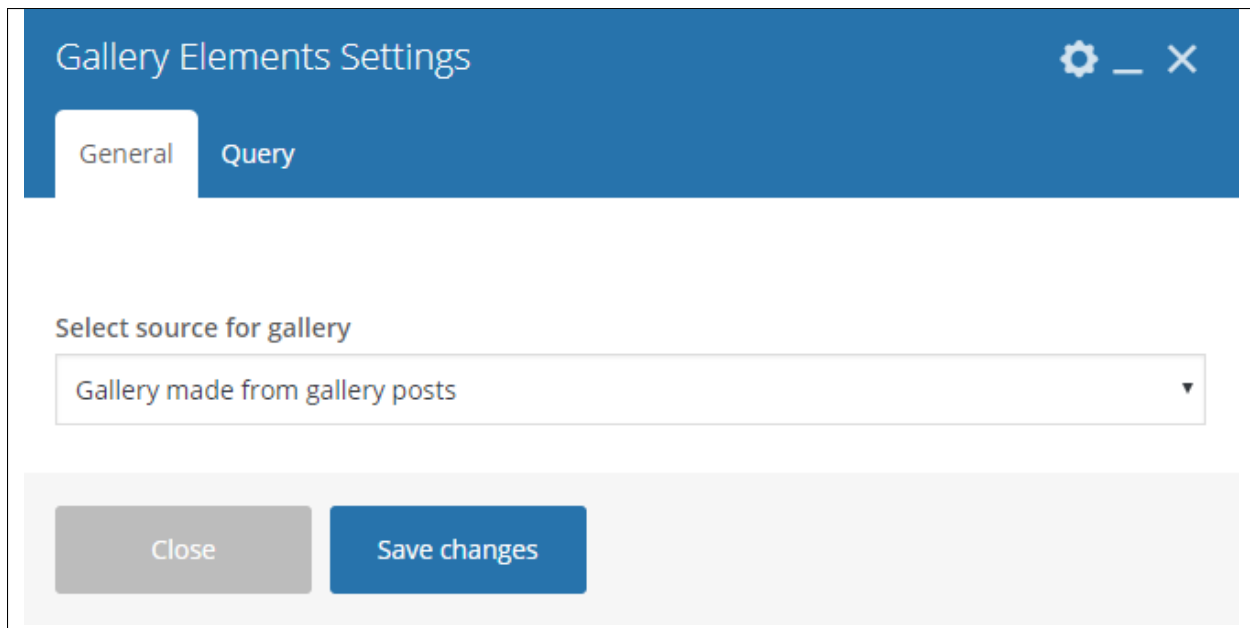 Gallery Elements Settings
General Query
Select source for gallery
Gallery made from gallery posts
Close Save changes